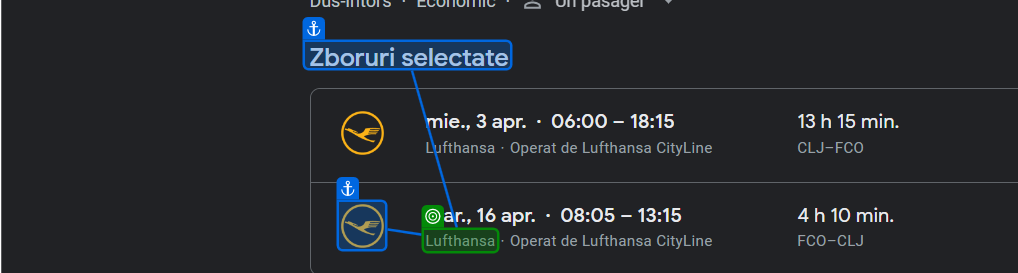 Dus-întors · Economic · Un pasager
Zboruri selectate
mie., 3 apr. · 06:00 – 18:15
13 h 15 min.
Lufthansa · Operat de Lufthansa CityLine
CLJ–FCO
ar., 16 apr. · 08:05 – 13:15
4 h 10 min.
Lufthansa · Operat de Lufthansa CityLine
FCO–CLJ